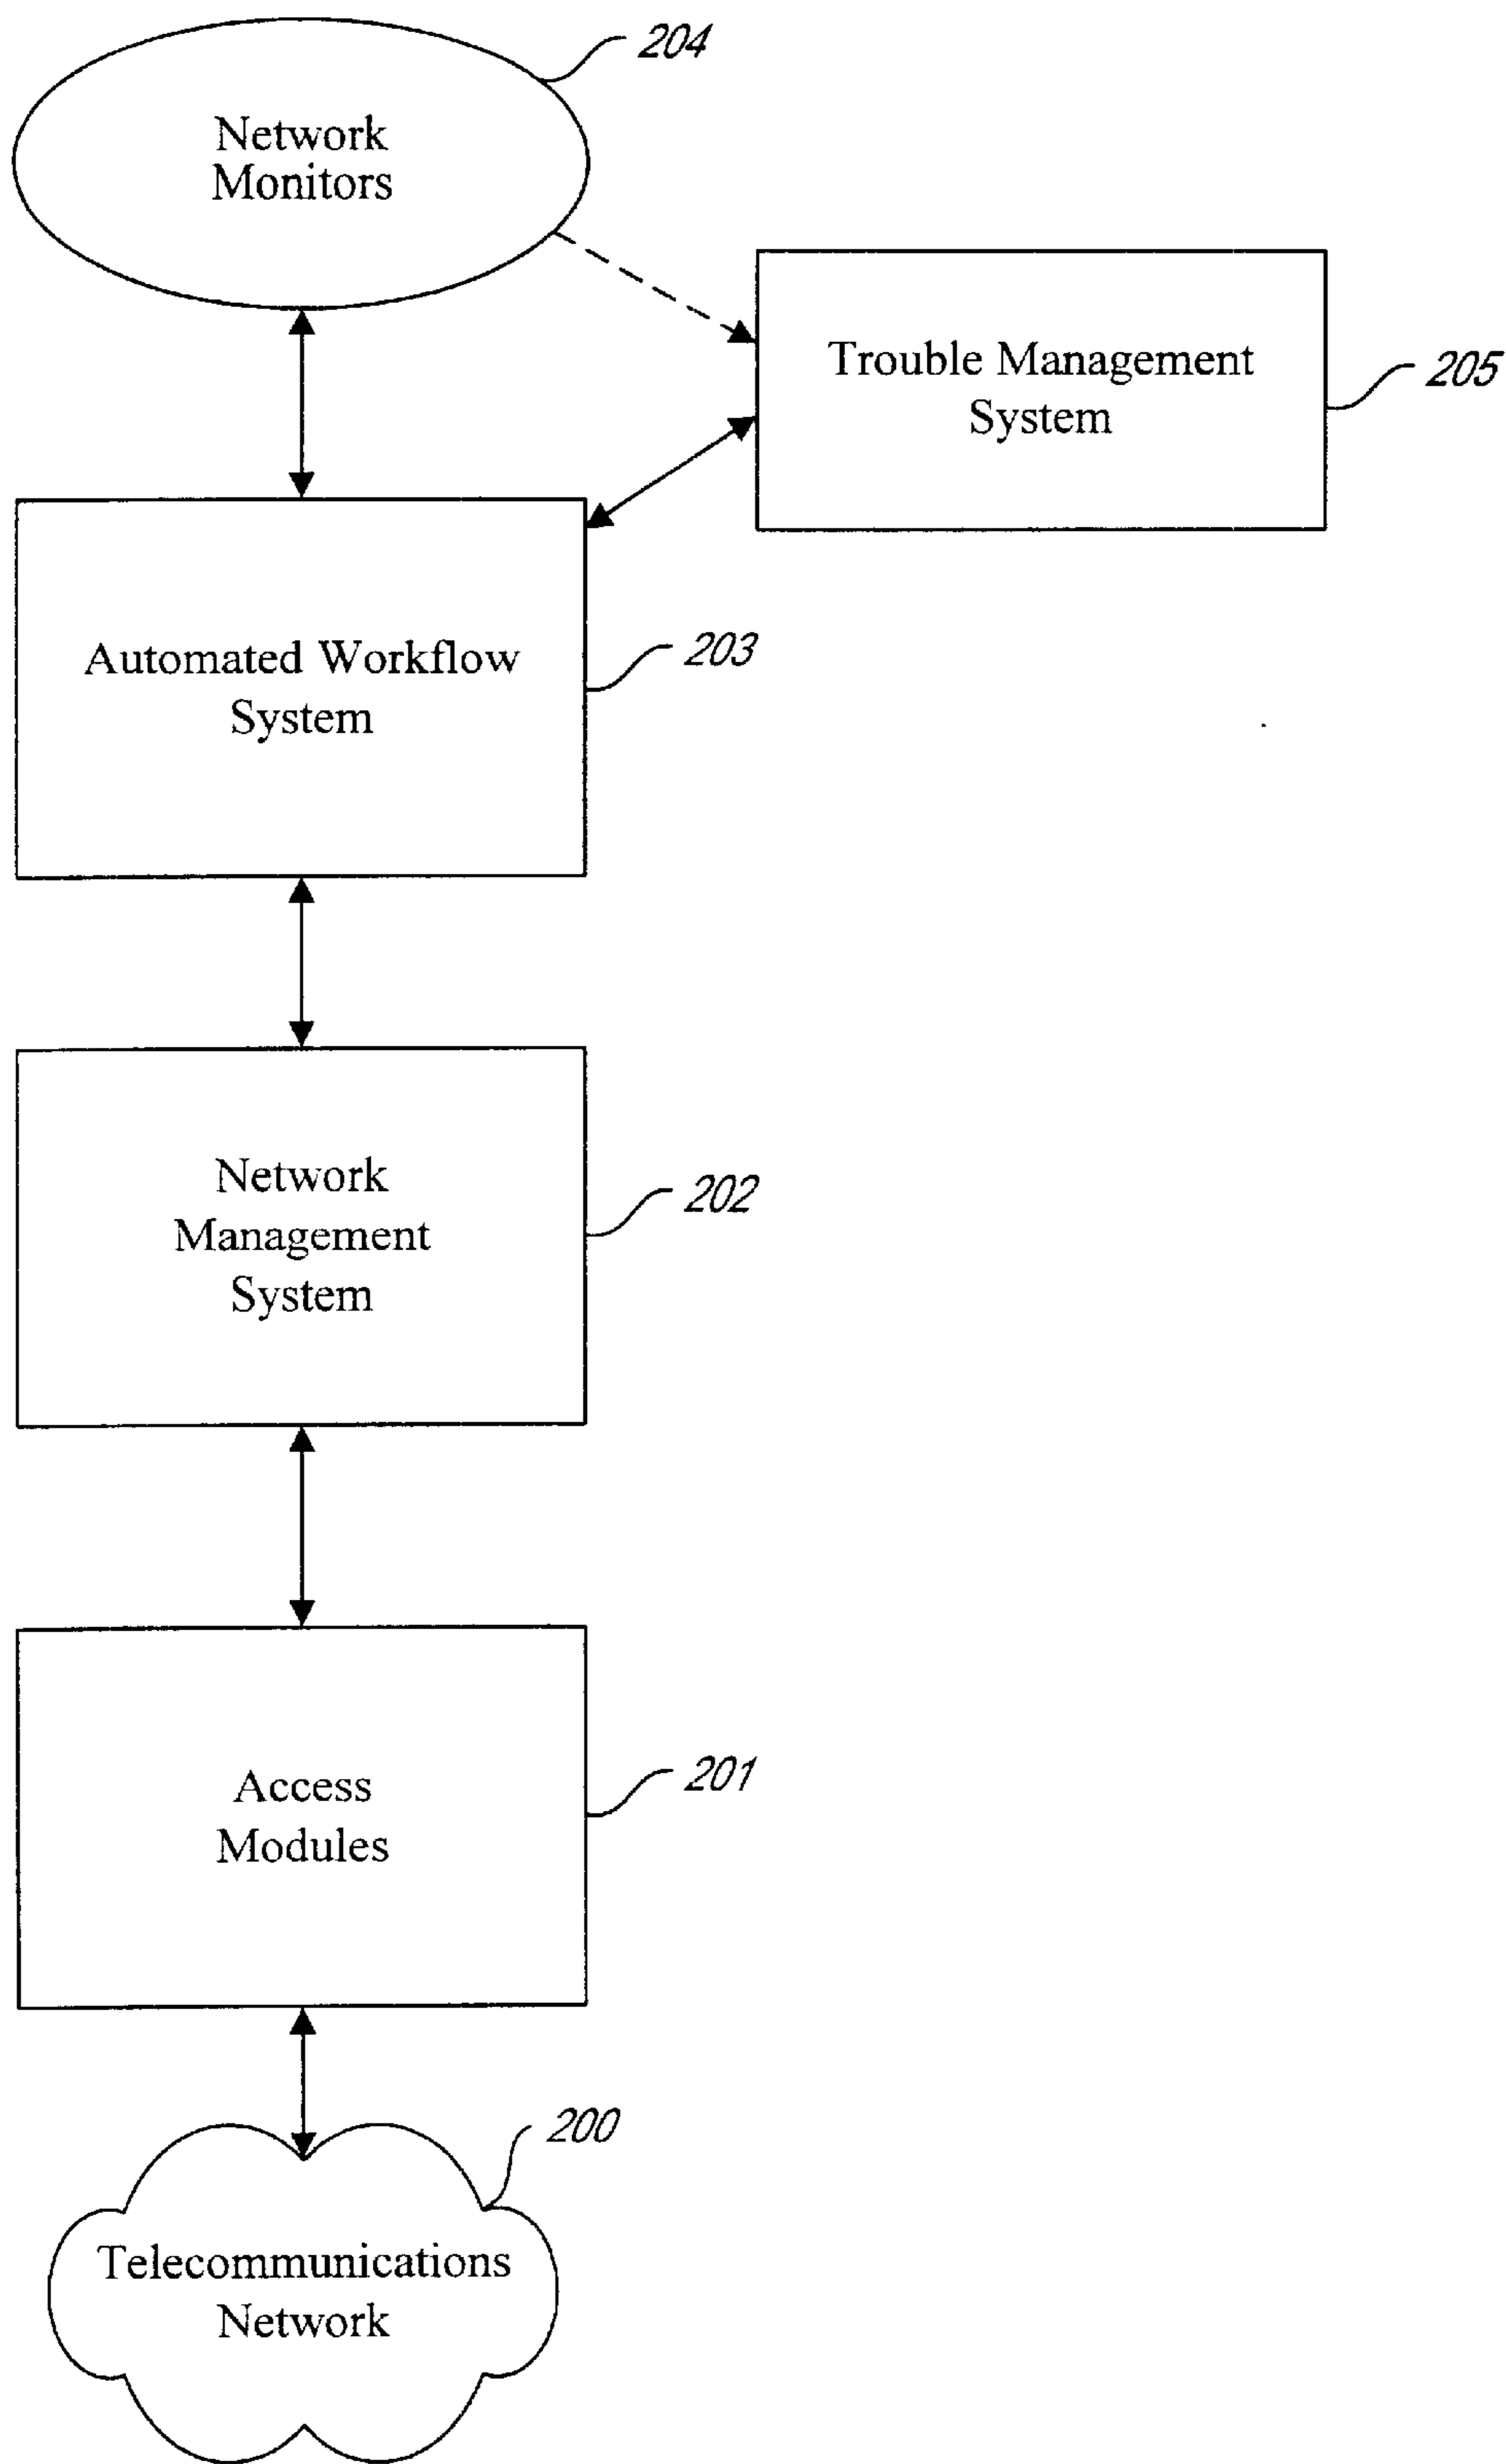 204
Network
Monitors
Trouble Management
System
205
Automated Workflow
System
203
Network
Management
System
202
Access
Modules
201
200
Telecommunications
Network